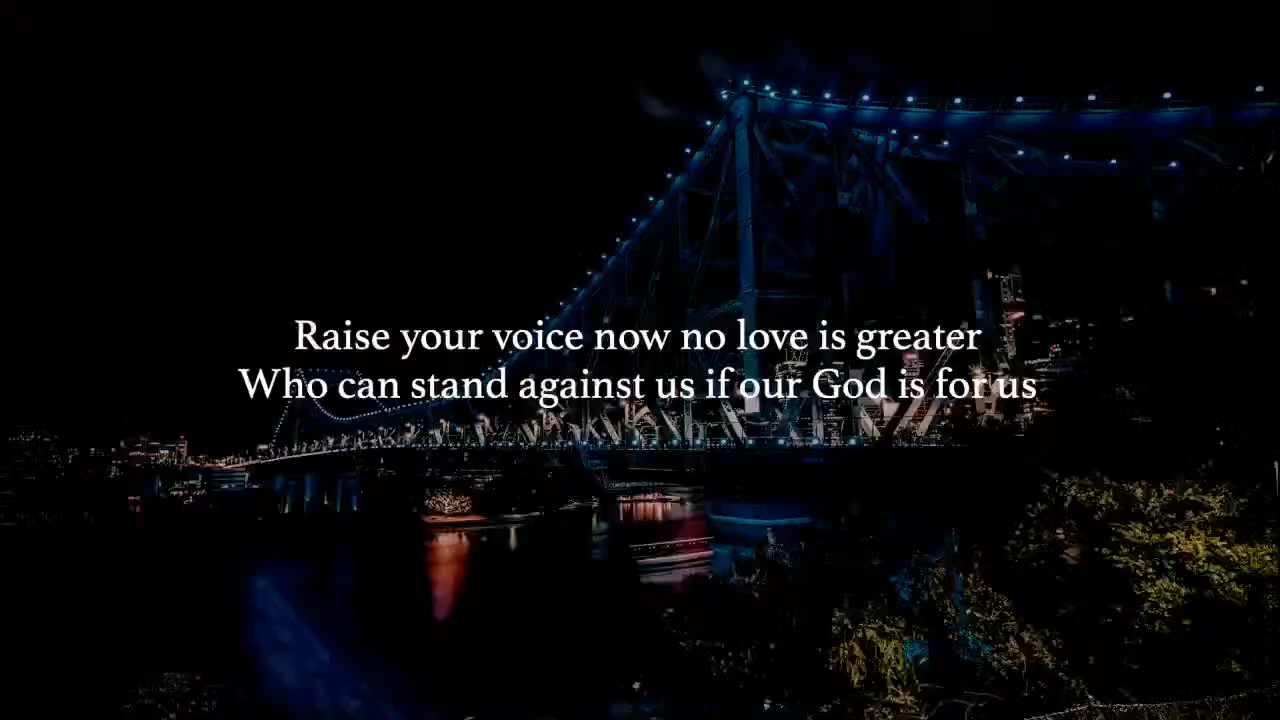 Raise your voice now no love is greater
Who can stand against us if our God is for us